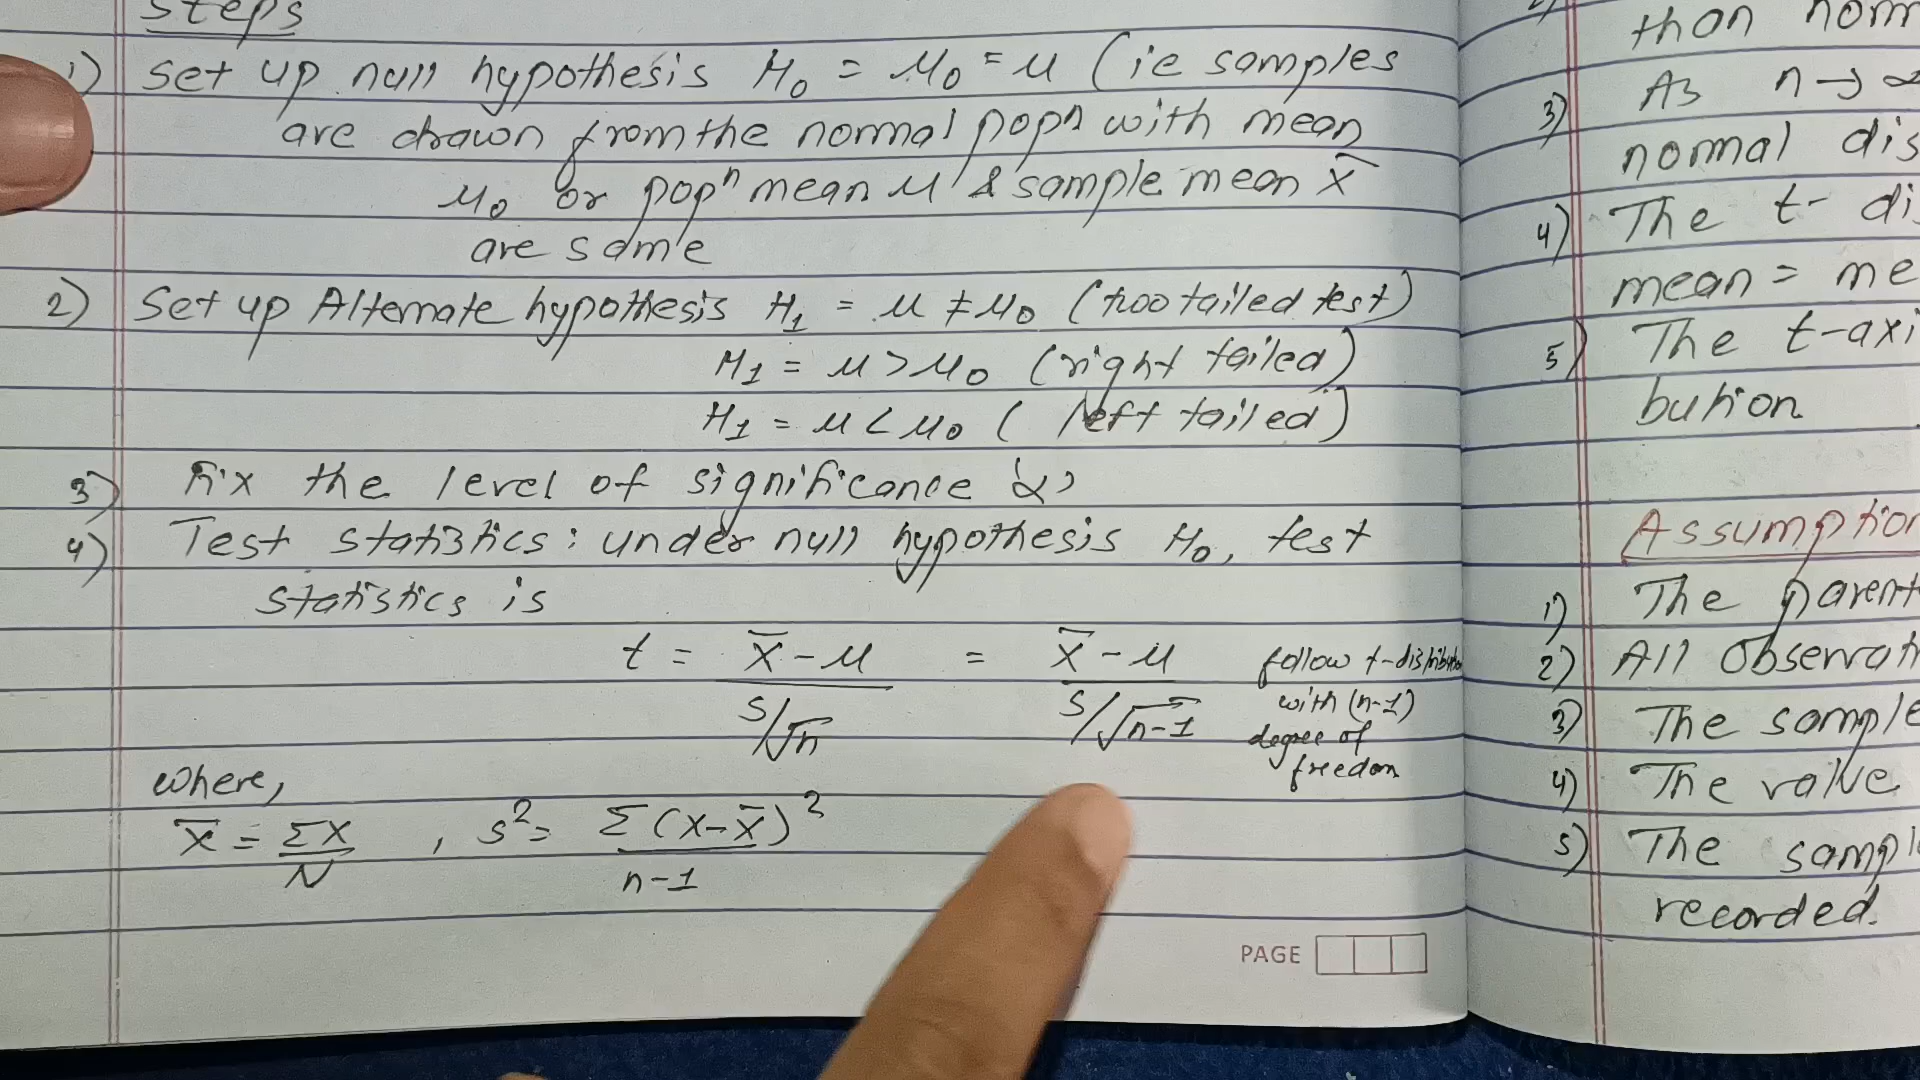 Steps
1) Set up null hypothesis H₀ = μ₀ = μ (ie samples
are drawn from the normal popⁿ with mean
μ₀ or popⁿ mean μ & sample mean x̄
are same
2) Set up Alternate hypothesis H₁ = μ ≠ μ₀ (two tailed test)
H₁ = μ > μ₀ (right tailed)
H₁ = μ < μ₀ (left tailed)
3) Fix the level of significance 'α'
4) Test statistics: under null hypothesis H₀, test
statistics is
t = x̄ - μ / s/√n = x̄ - μ / s/√n-1 follow t-distribution
with (n-1)
degree of
freedom
where,
x̄ = Σx / N , s² = Σ(x-x̄)² / n-1
PAGE
than norm
3) As n→∞
normal dis
4) The t- di
mean = me
5) The t-axi
bution
Assumption
1) The parent
2) All Observati
3) The sample
4) The value
5) The sampl
recorded.